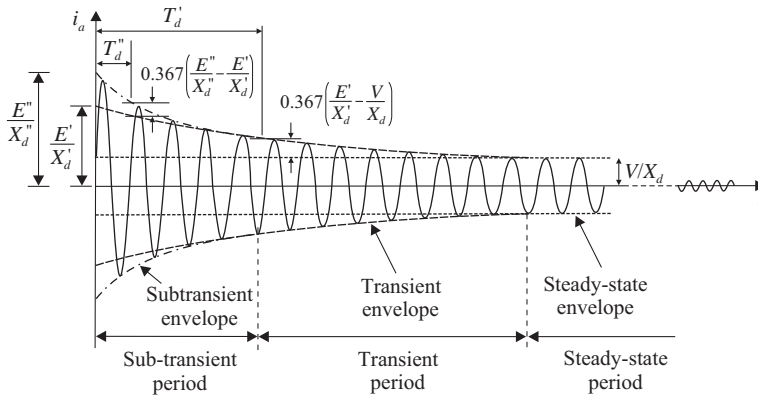 i_a
T_d'
T_d''
0.367(E''/X_d'' − E'/X_d')
0.367(E'/X_d' − V/X_d)
E''/X_d''
E'/X_d'
V/X_d
Subtransient
envelope
Transient
envelope
Steady-state
envelope
Sub-transient
period
Transient
period
Steady-state
period